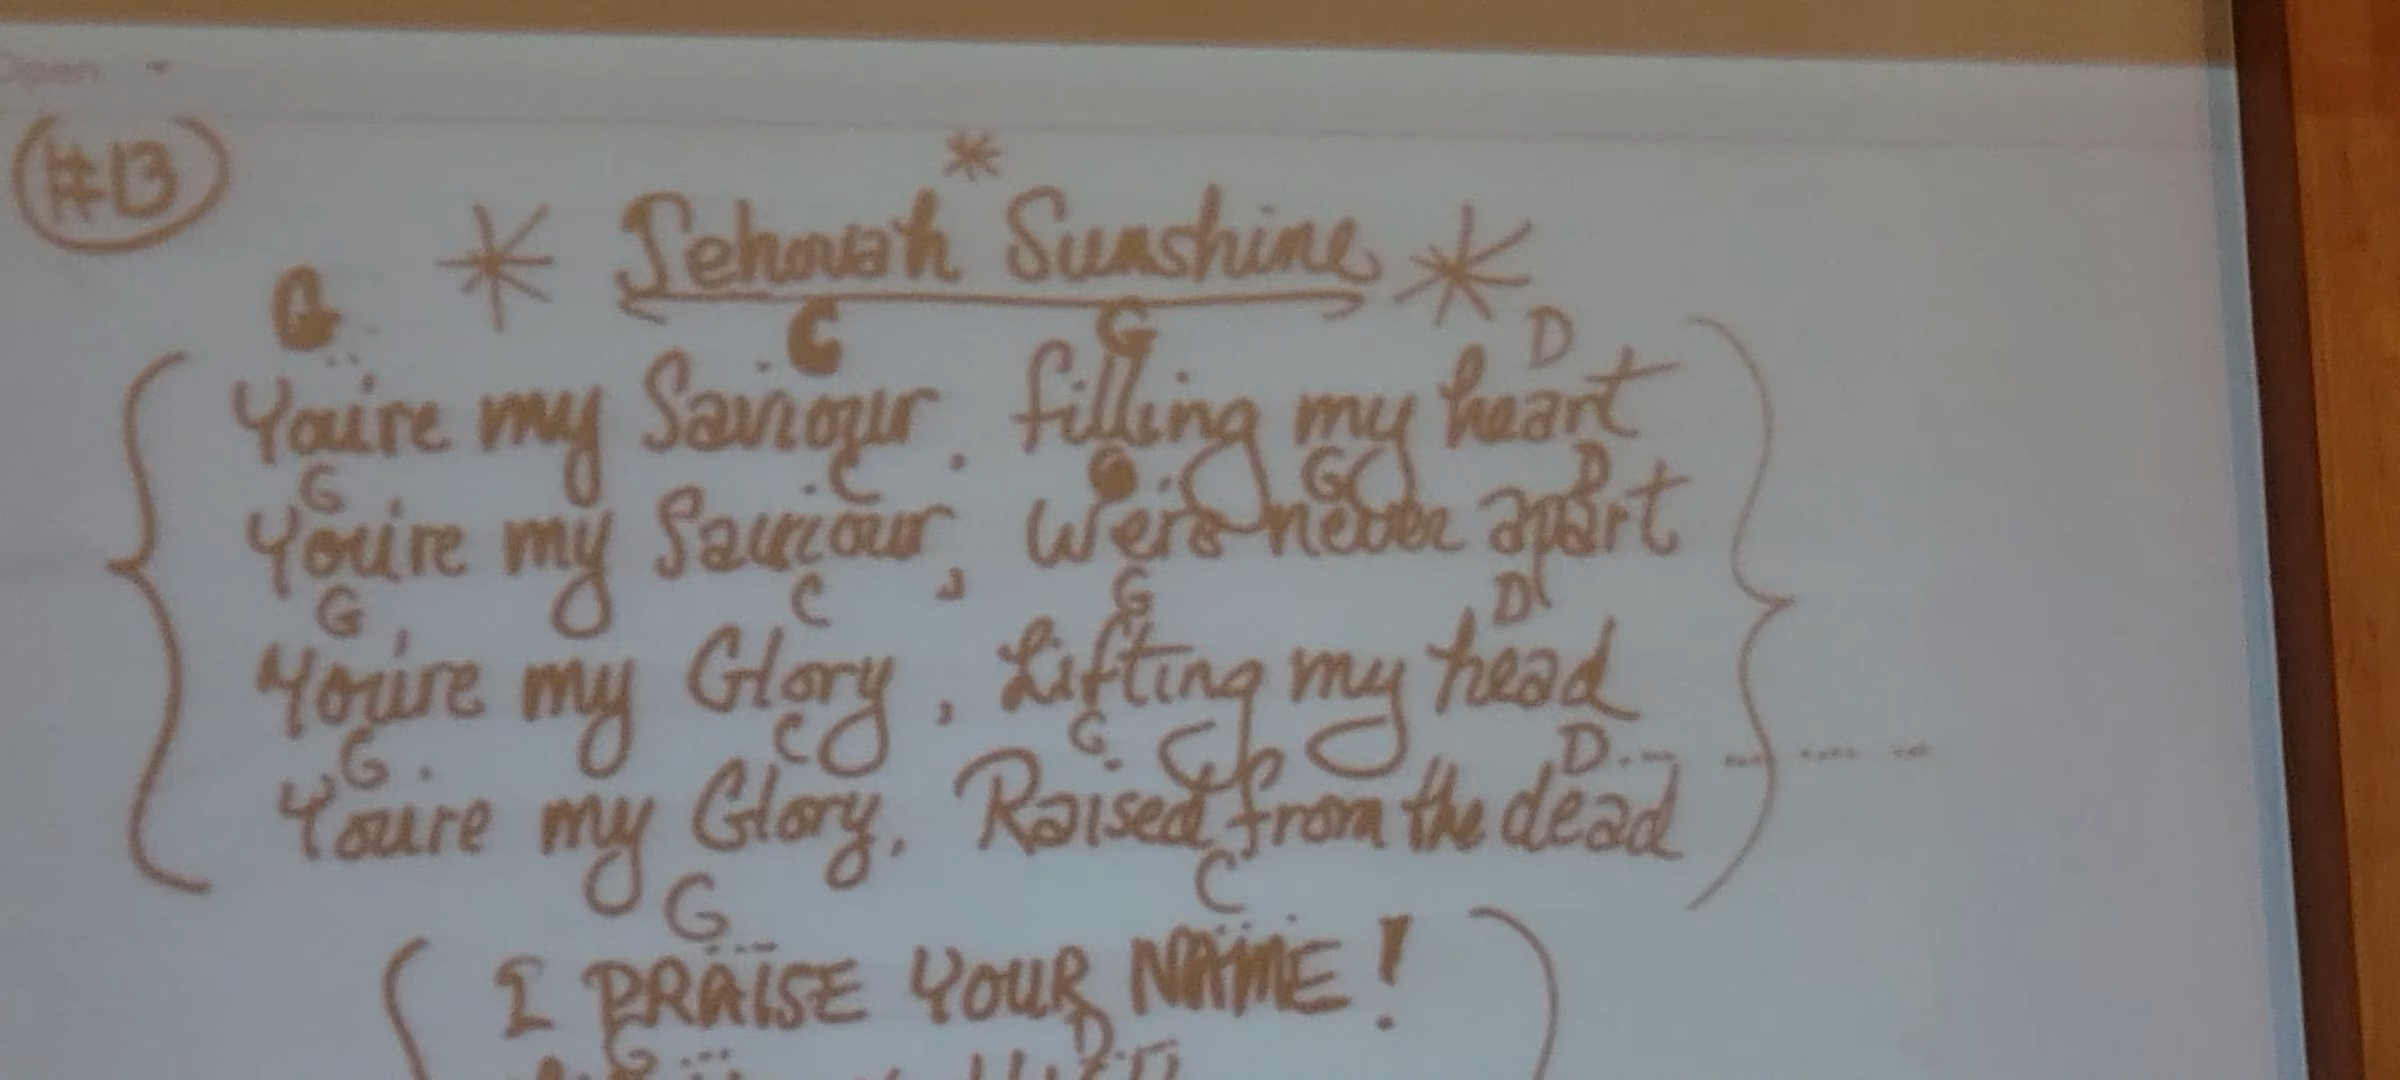 Open
#13
Jehovah Sunshine
G C G D
You're my Saviour, filling my heart
G C G D
You're my Saviour, We're never apart
G C G D
You're my Glory, Lifting my head
G C G D
You're my Glory, Raised from the dead
G C
I PRAISE YOUR NAME!
G D